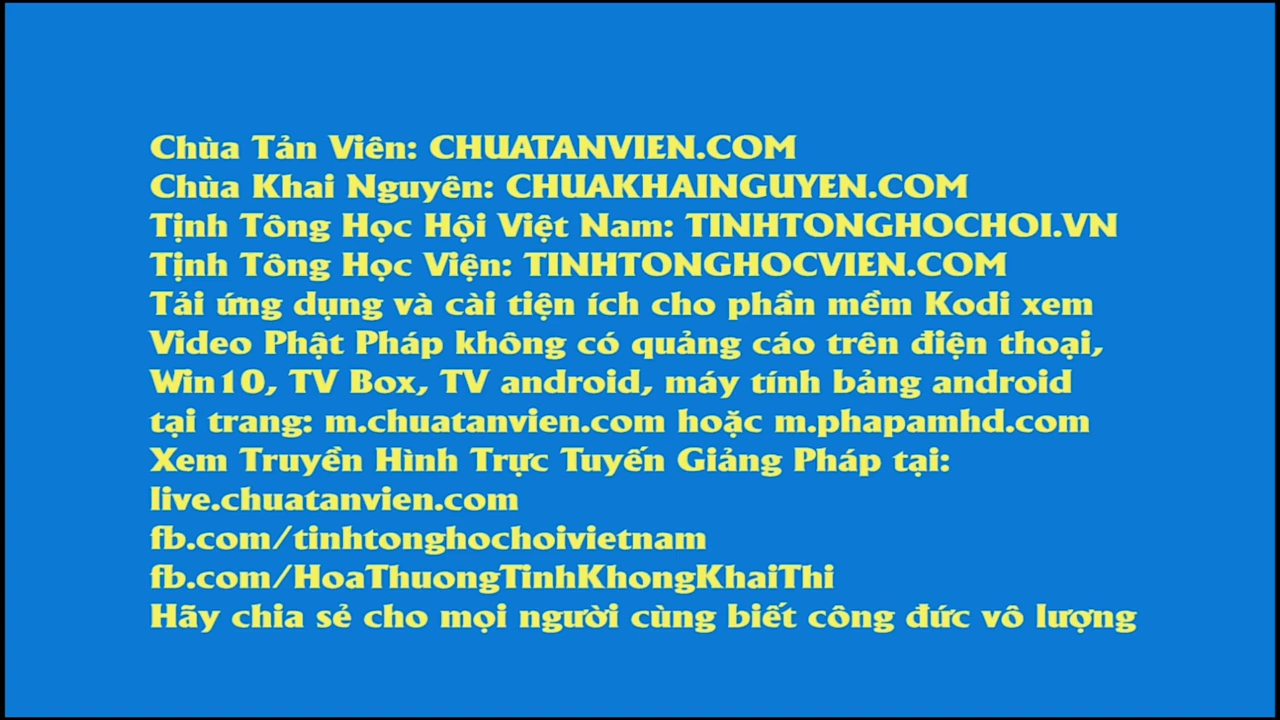 Chùa Tản Viên: CHUATANVIEN.COM
Chùa Khai Nguyên: CHUAKHAINGUYEN.COM
Tịnh Tông Học Hội Việt Nam: TINHTONGHOCHOI.VN
Tịnh Tông Học Viện: TINHTONGHOCVIEN.COM
Tải ứng dụng và cài tiện ích cho phần mềm Kodi xem
Video Phật Pháp không có quảng cáo trên điện thoại,
Win10, TV Box, TV android, máy tính bảng android
tại trang: m.chuatanvien.com hoặc m.phapamhd.com
Xem Truyền Hình Trực Tuyến Giảng Pháp tại:
live.chuatanvien.com
fb.com/tinhtonghochoivietnam
fb.com/HoaThuongTinhKhongKhaiThi
Hãy chia sẻ cho mọi người cùng biết công đức vô lượng